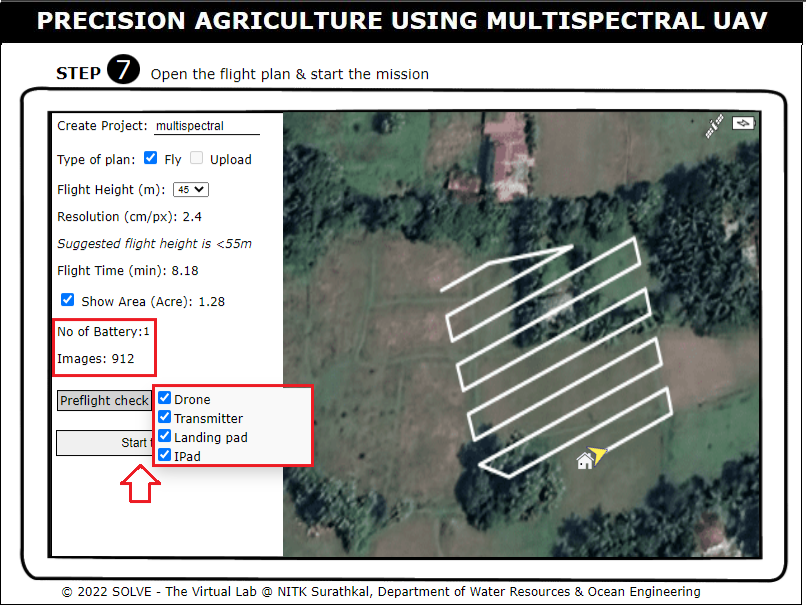 PRECISION AGRICULTURE USING MULTISPECTRAL UAV
STEP 7 Open the flight plan & start the mission
Create Project: multispectral
Type of plan: Fly Upload
Flight Height (m): 45
Resolution (cm/px): 2.4
Suggested flight height is <55m
Flight Time (min): 8.18
Show Area (Acre): 1.28
No of Battery:1
Images: 912
Preflight check
Drone
Transmitter
Landing pad
IPad
Start
© 2022 SOLVE - The Virtual Lab @ NITK Surathkal, Department of Water Resources & Ocean Engineering